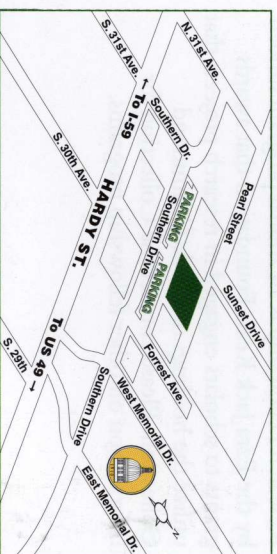 N. 31st Ave.
S. 31st Ave.
← To I-59
Southern Dr.
Pearl Street
PARKING
Southern Drive
PARKING
Sunset Drive
S. 30th Ave.
HARDY ST.
Forrest Ave.
To US 49 →
S. 29th
Southern Drive
West Memorial Dr.
East Memorial Dr.
N